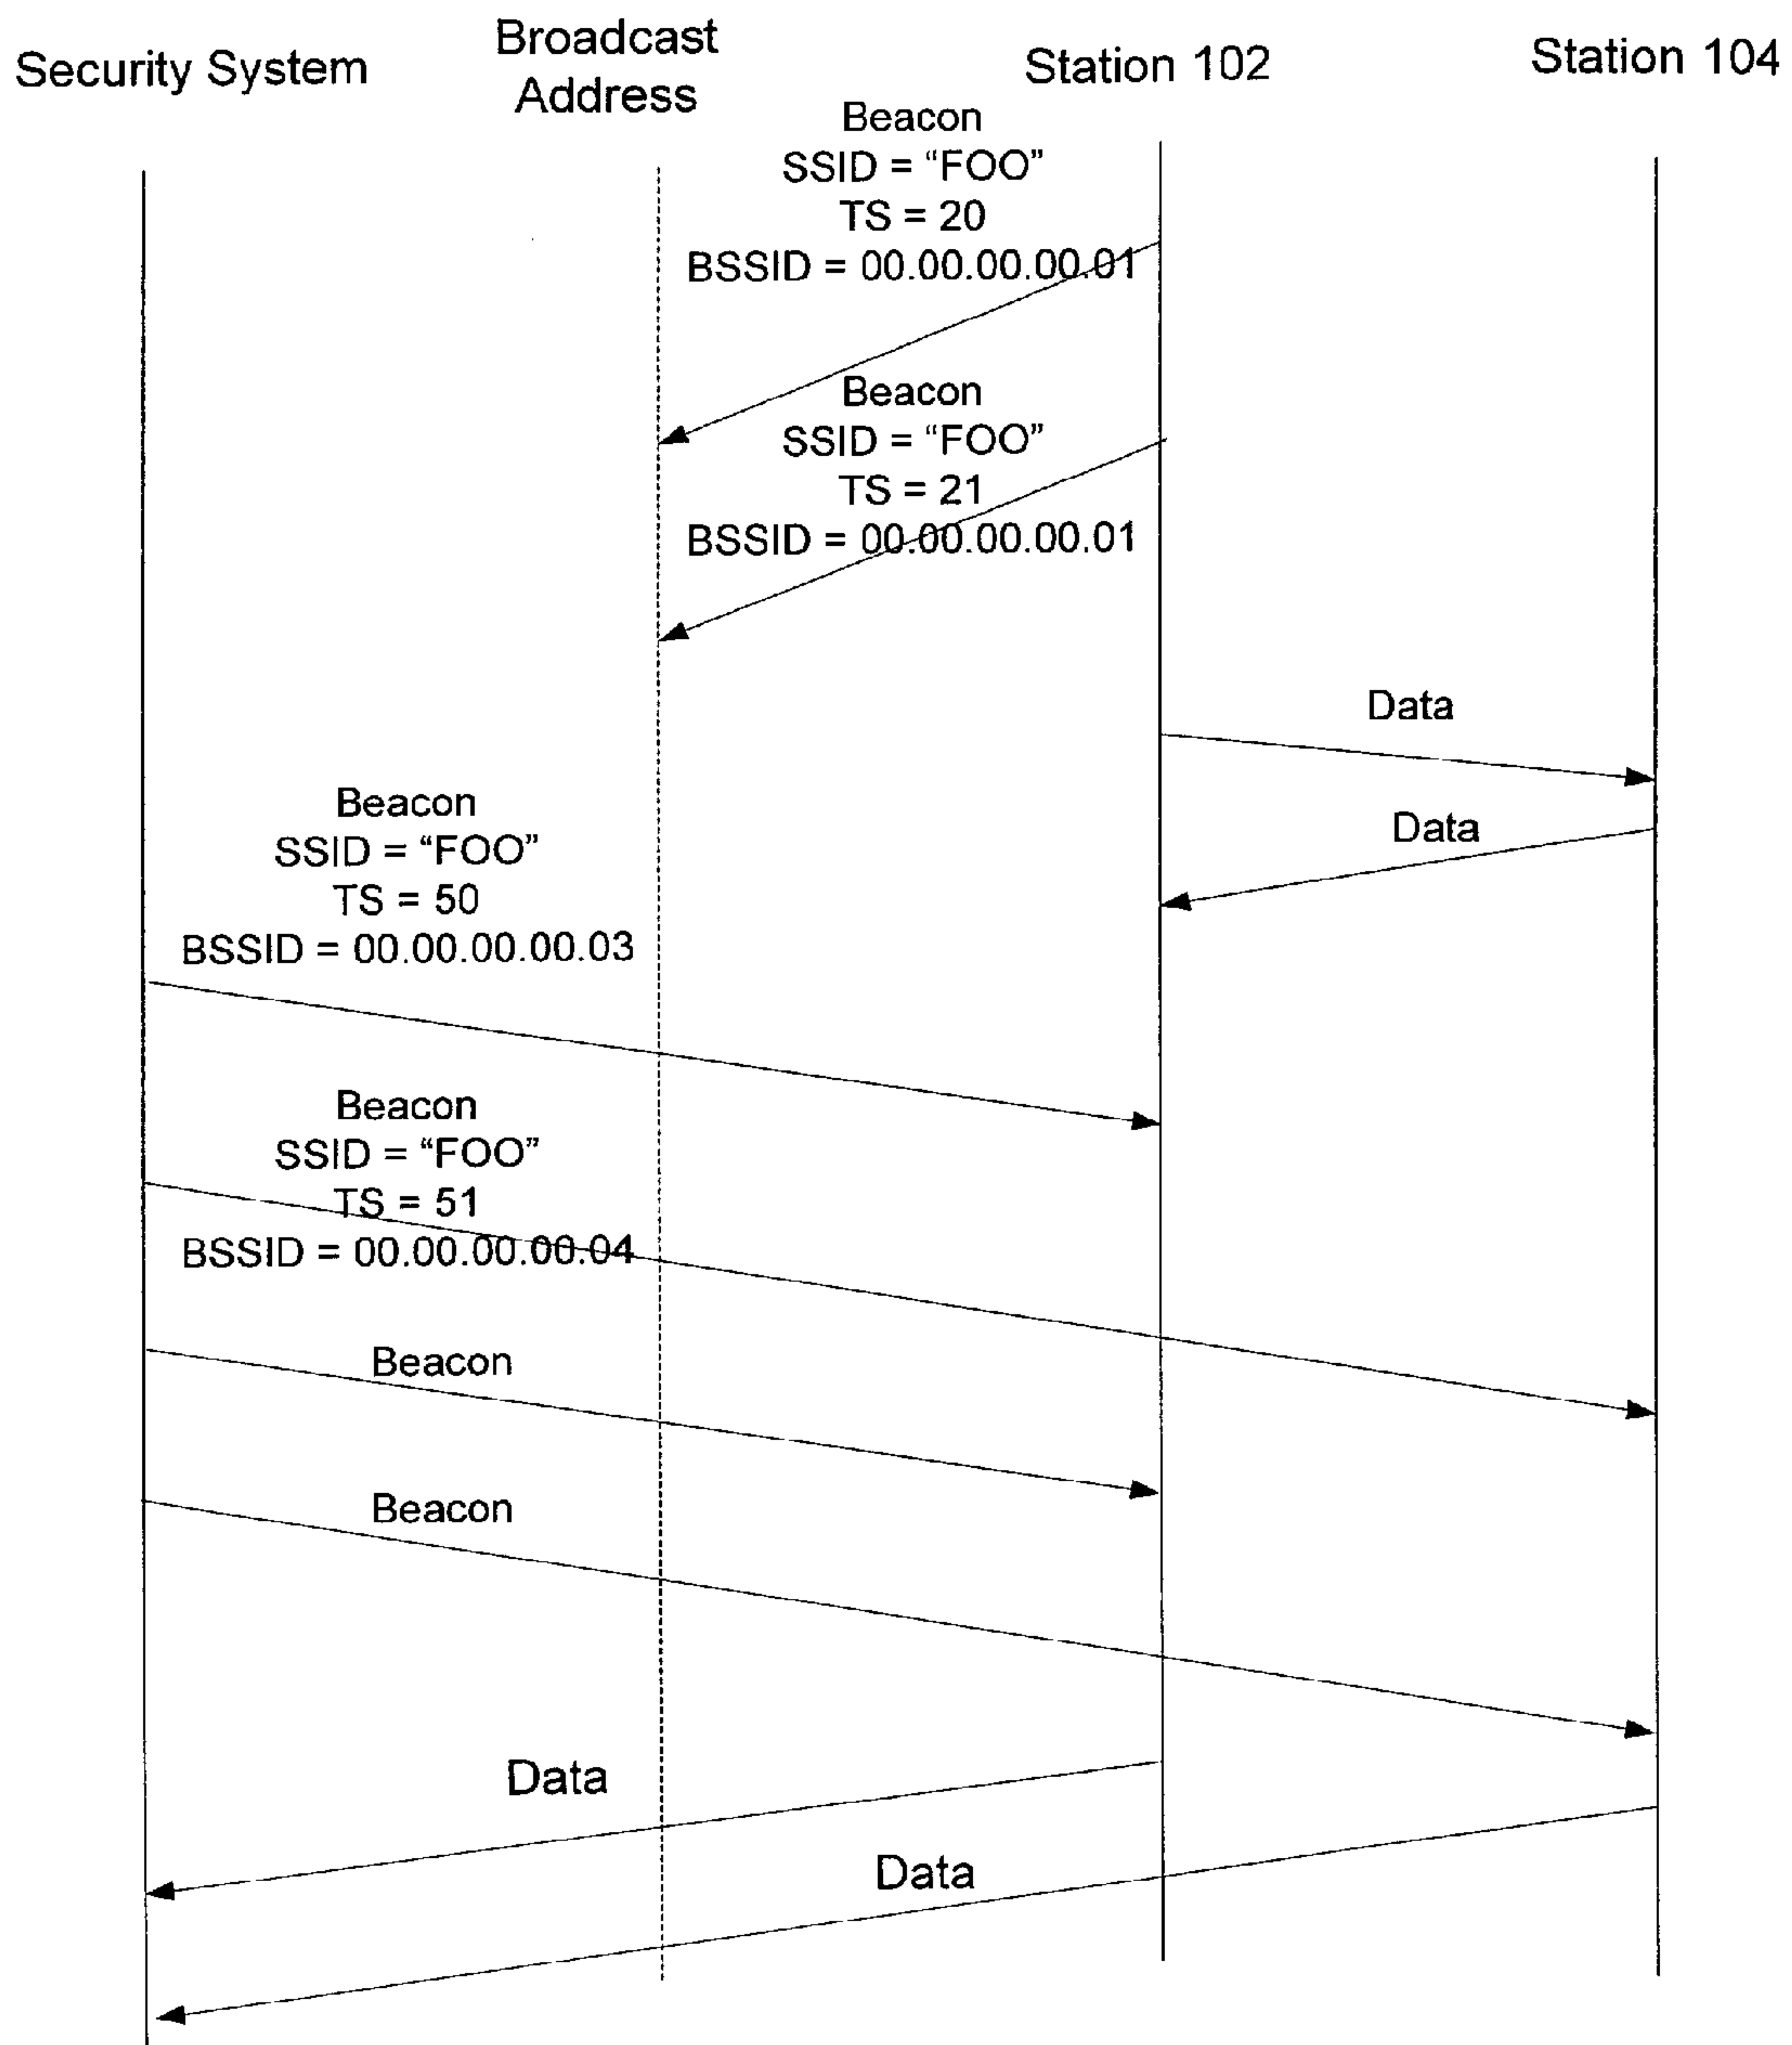 Security System
Broadcast
Address
Station 102
Station 104
Beacon
SSID = “FOO”
TS = 20
BSSID = 00.00.00.00.01
Beacon
SSID = “FOO”
TS = 21
BSSID = 00.00.00.00.01
Data
Data
Beacon
SSID = “FOO”
TS = 50
BSSID = 00.00.00.00.03
Beacon
SSID = “FOO”
TS = 51
BSSID = 00.00.00.00.04
Beacon
Beacon
Data
Data